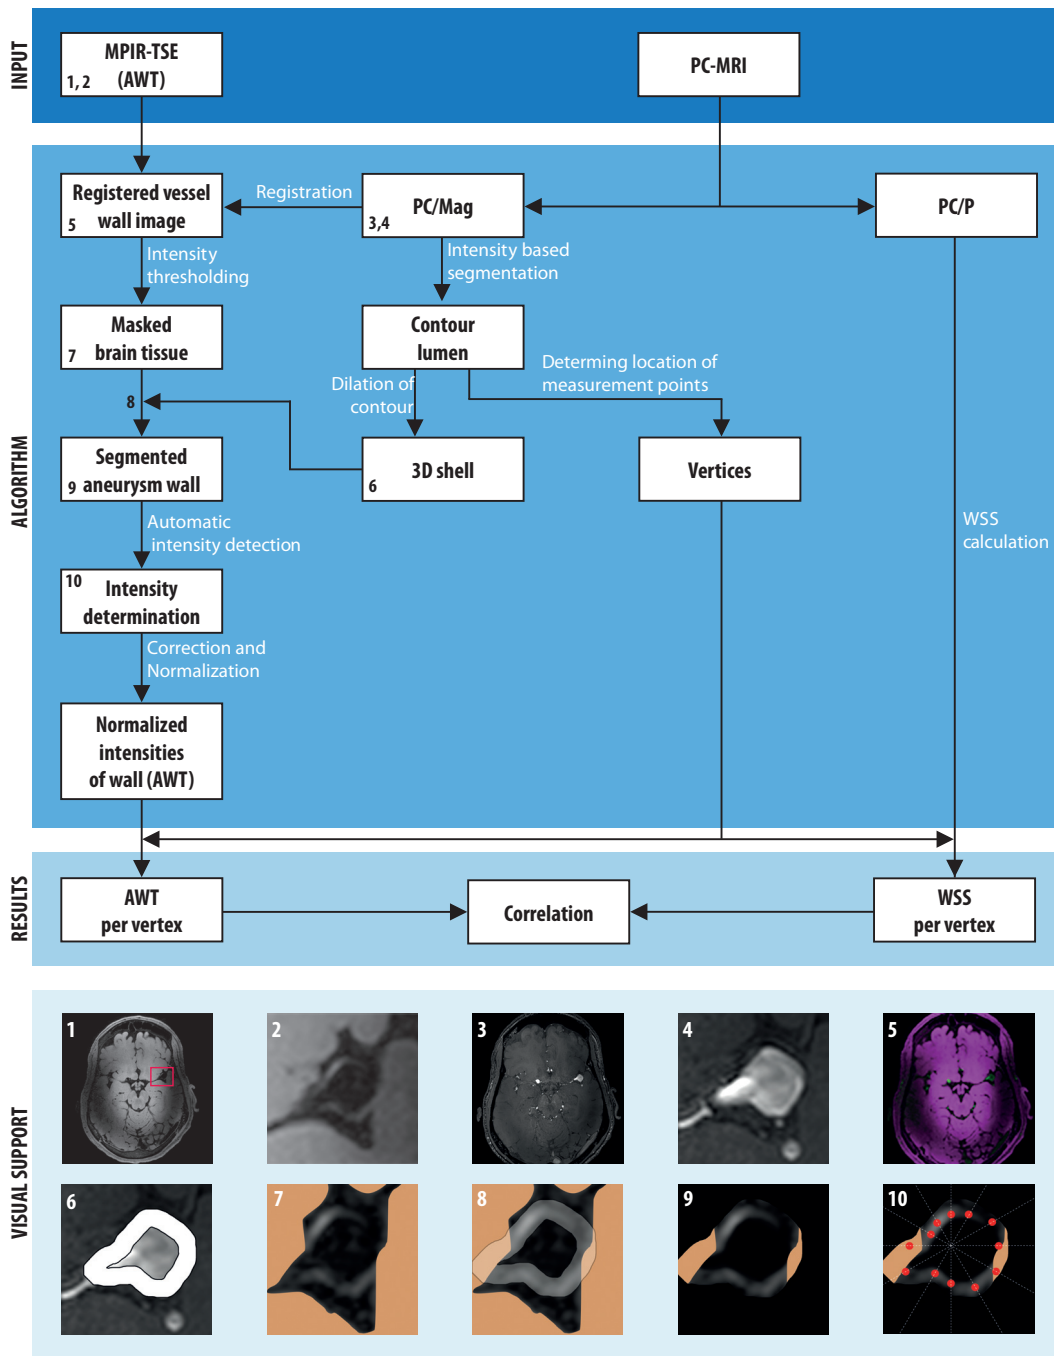 INPUT
MPIR-TSE
(AWT)
1, 2
PC-MRI
ALGORITHM
Registered vessel
wall image
5
Registration
PC/Mag
3,4
PC/P
Intensity
thresholding
Intensity based
segmentation
Masked
brain tissue
7
Contour
lumen
Determing location of
measurement points
Dilation of
contour
8
Segmented
aneurysm wall
9
3D shell
6
Vertices
Automatic
intensity detection
WSS
calculation
10
Intensity
determination
Correction and
Normalization
Normalized
intensities
of wall (AWT)
RESULTS
AWT
per vertex
Correlation
WSS
per vertex
VISUAL SUPPORT
1
2
3
4
5
6
7
8
9
10